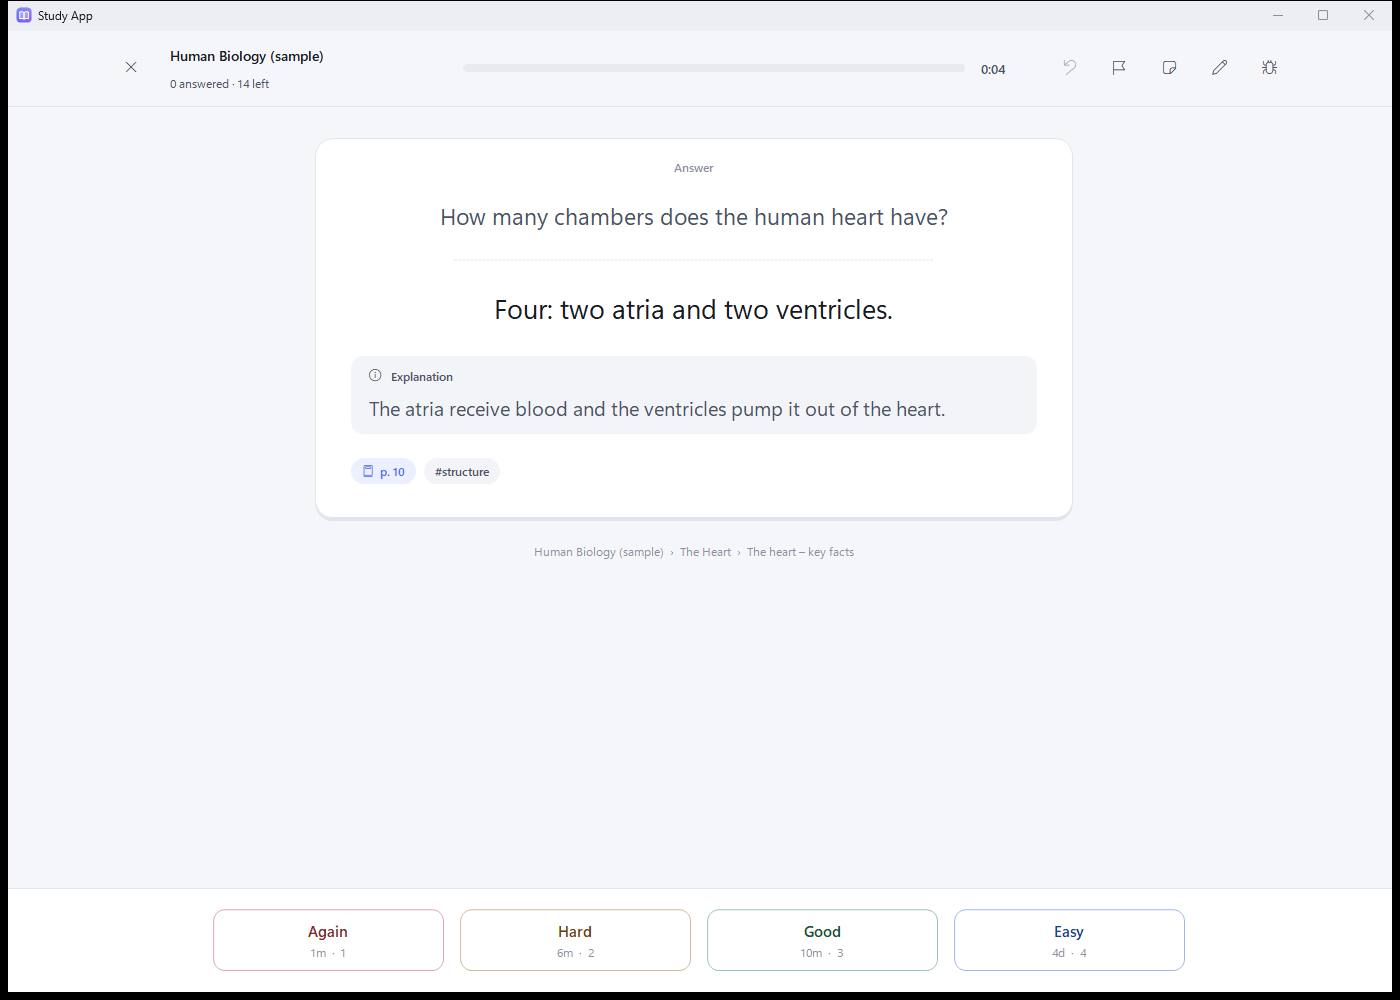 Study App
Human Biology (sample)
0 answered · 14 left
0:04
Answer
How many chambers does the human heart have?
Four: two atria and two ventricles.
Explanation
The atria receive blood and the ventricles pump it out of the heart.
p. 10
#structure
Human Biology (sample) › The Heart › The heart – key facts
Again
1m · 1
Hard
6m · 2
Good
10m · 3
Easy
4d · 4